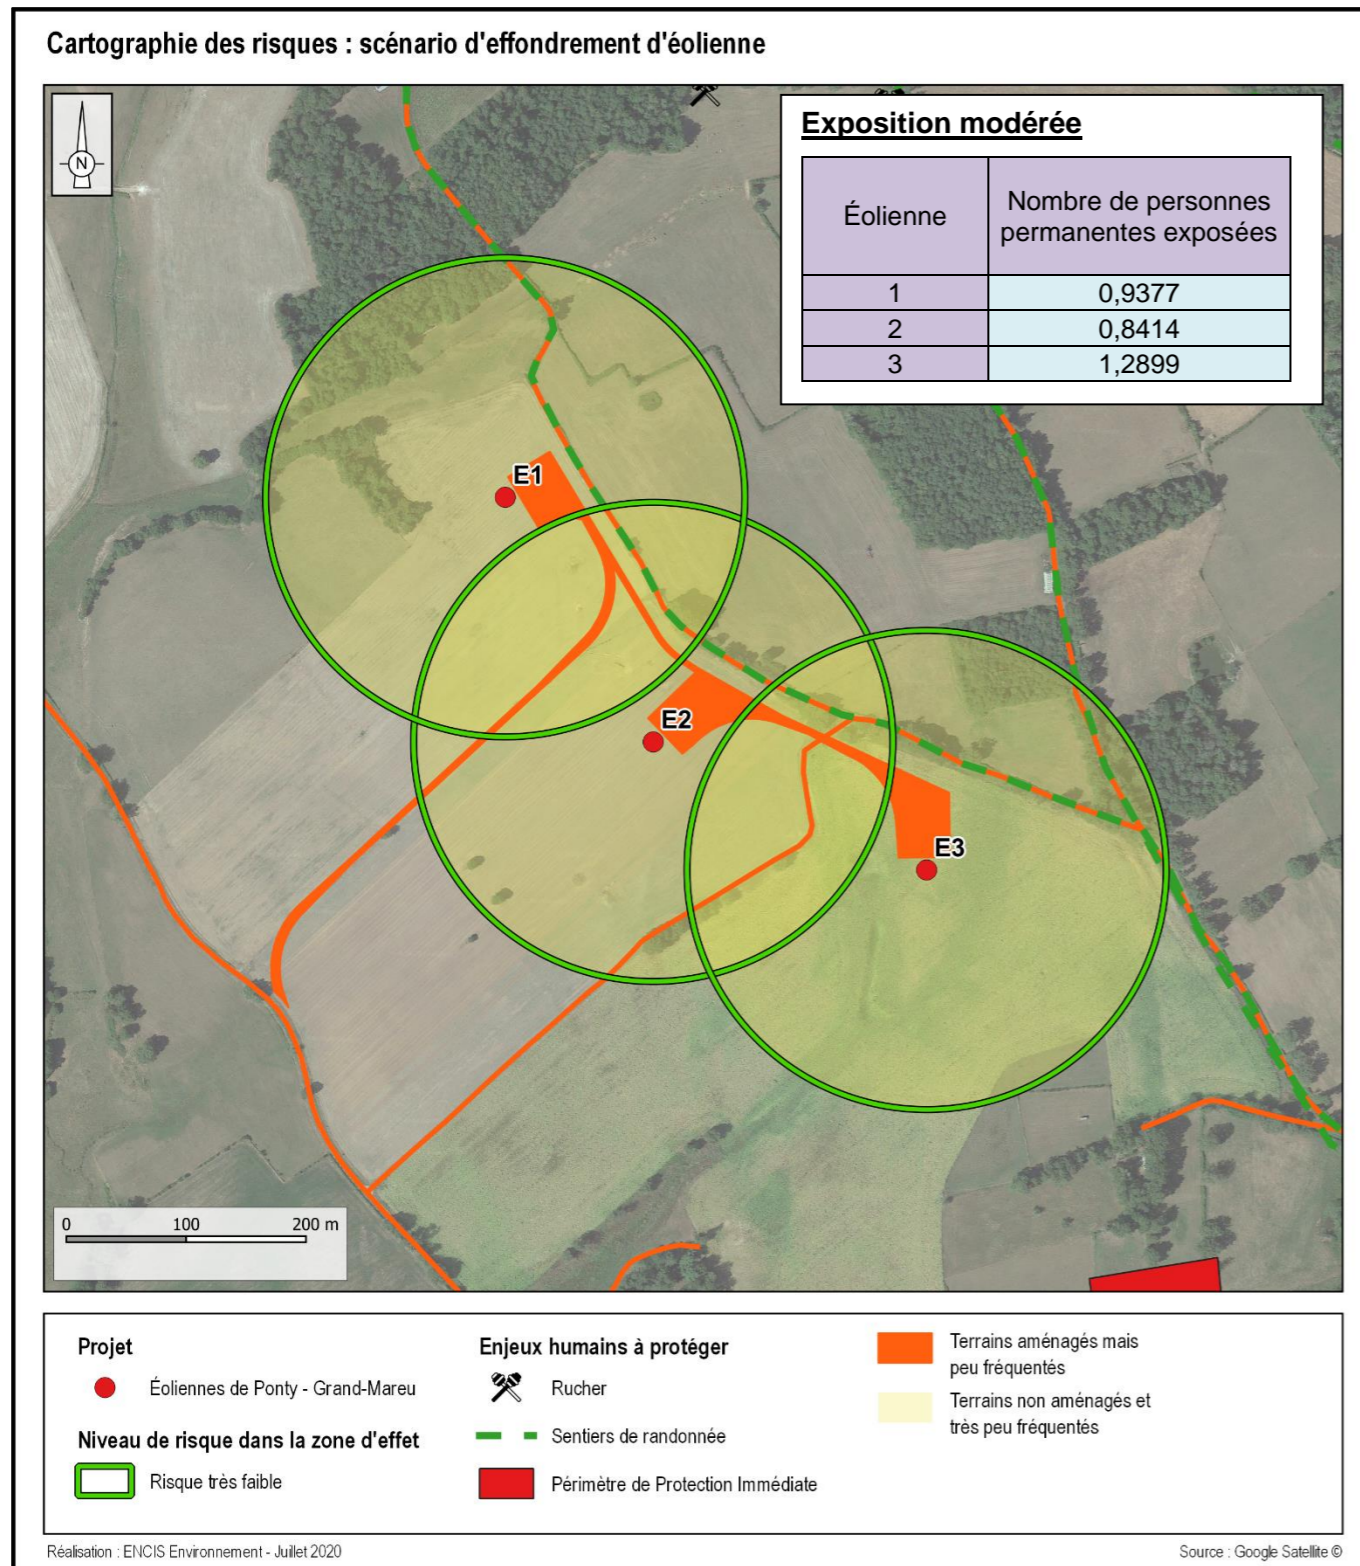 Cartographie des risques : scénario d'effondrement d'éolienne
N
Exposition modérée
Éolienne
Nombre de personnes
permanentes exposées
1 0,9377
2 0,8414
3 1,2899
E1
E2
E3
0 100 200 m
Projet
Éoliennes de Ponty - Grand-Mareu
Niveau de risque dans la zone d'effet
Risque très faible
Enjeux humains à protéger
Rucher
Sentiers de randonnée
Périmètre de Protection Immédiate
Terrains aménagés mais
peu fréquentés
Terrains non aménagés et
très peu fréquentés
Réalisation : ENCIS Environnement - Juillet 2020
Source : Google Satellite ©